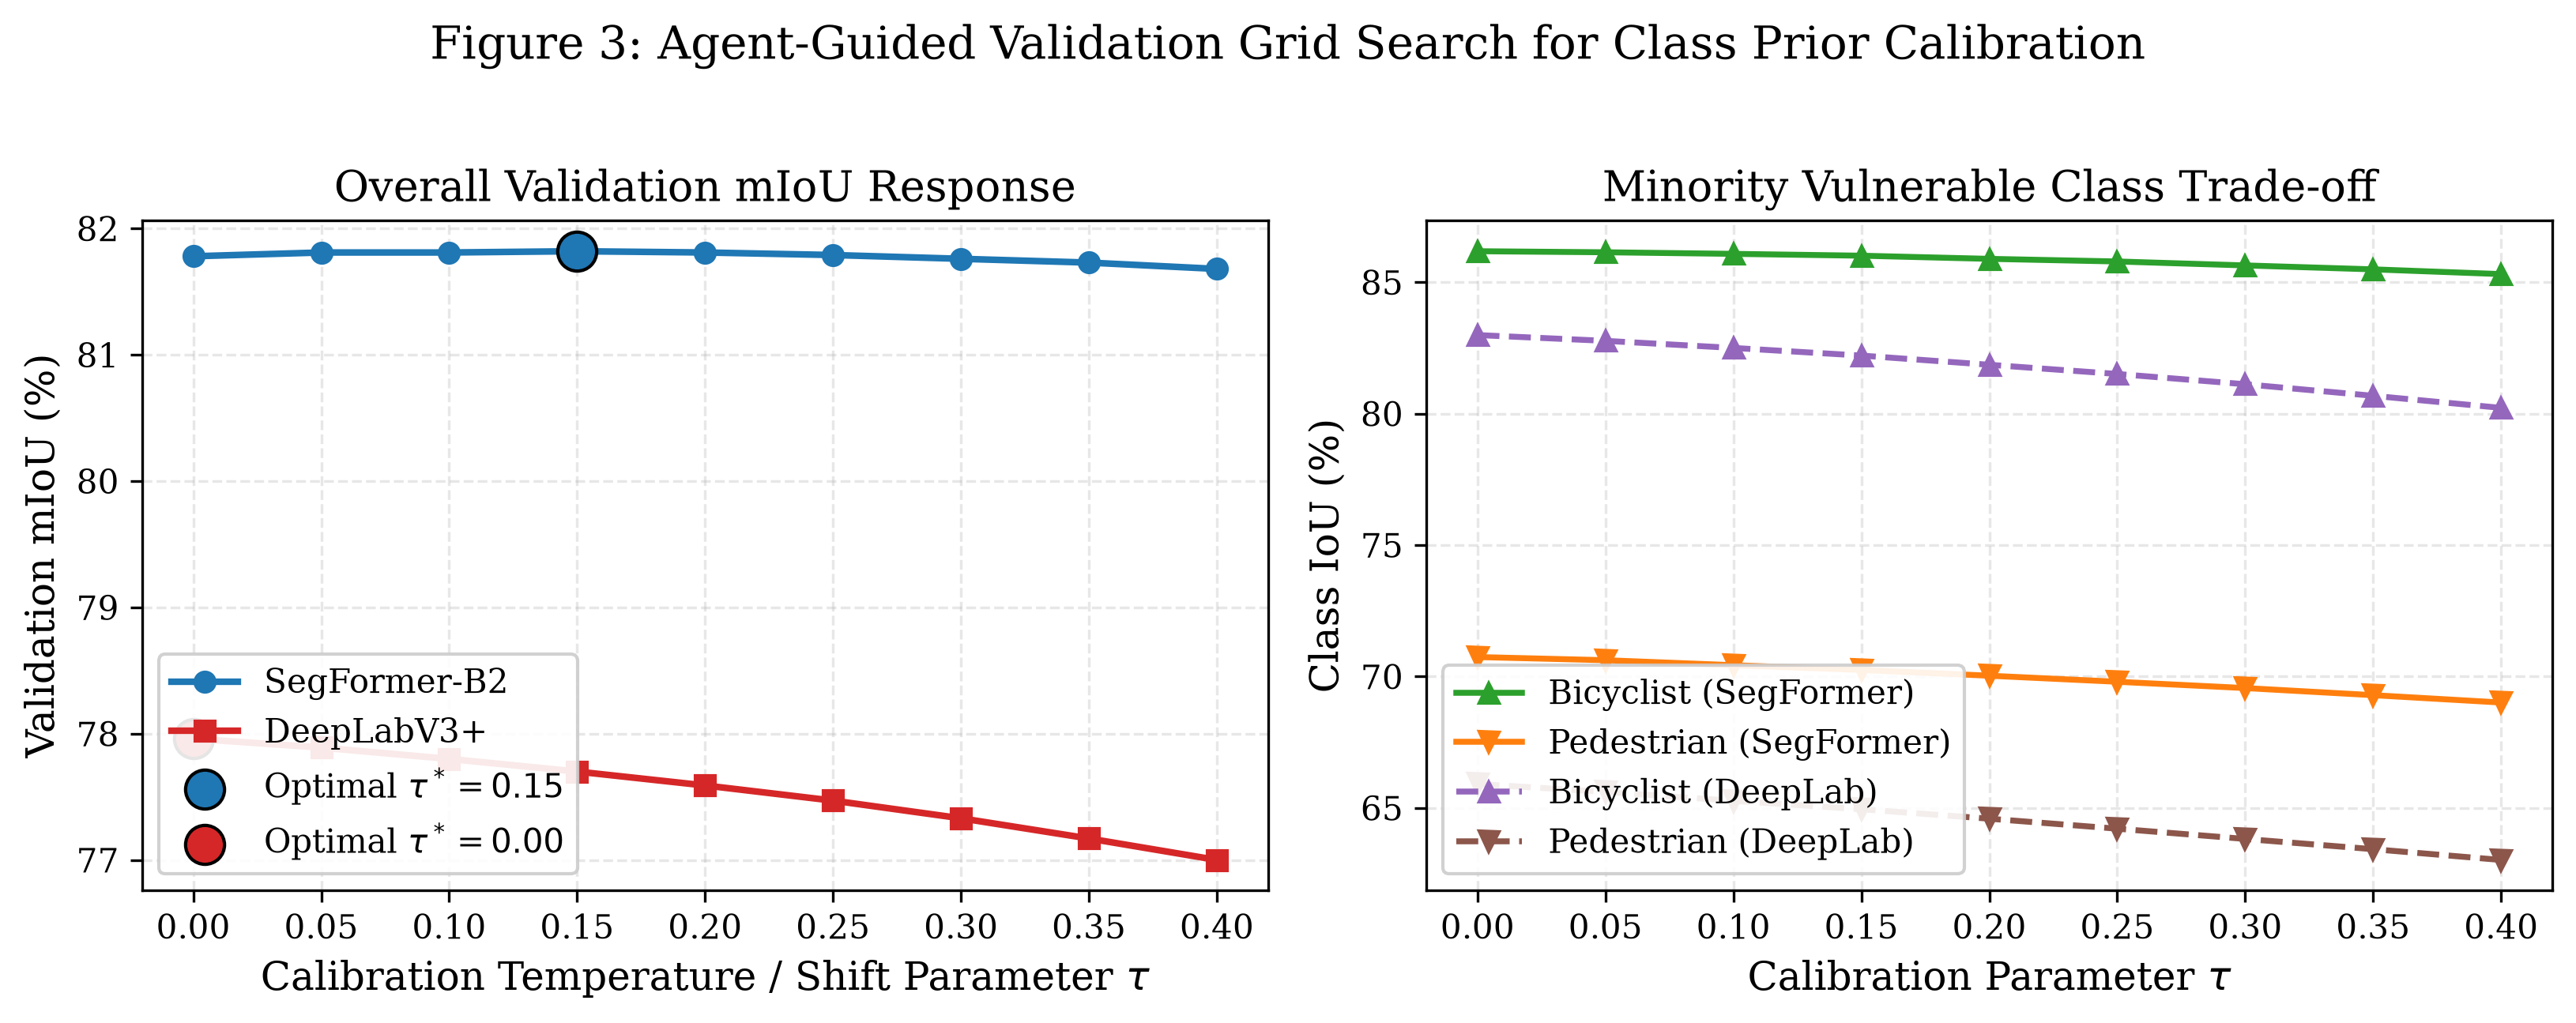 Figure 3: Agent-Guided Validation Grid Search for Class Prior Calibration
Overall Validation mIoU Response
Validation mIoU (%)
82
81
80
79
78
77
SegFormer-B2
DeepLabV3+
Optimal τ* = 0.15
Optimal τ* = 0.00
0.00 0.05 0.10 0.15 0.20 0.25 0.30 0.35 0.40
Calibration Temperature / Shift Parameter τ
Minority Vulnerable Class Trade-off
Class IoU (%)
85
80
75
70
65
Bicyclist (SegFormer)
Pedestrian (SegFormer)
Bicyclist (DeepLab)
Pedestrian (DeepLab)
0.00 0.05 0.10 0.15 0.20 0.25 0.30 0.35 0.40
Calibration Parameter τ